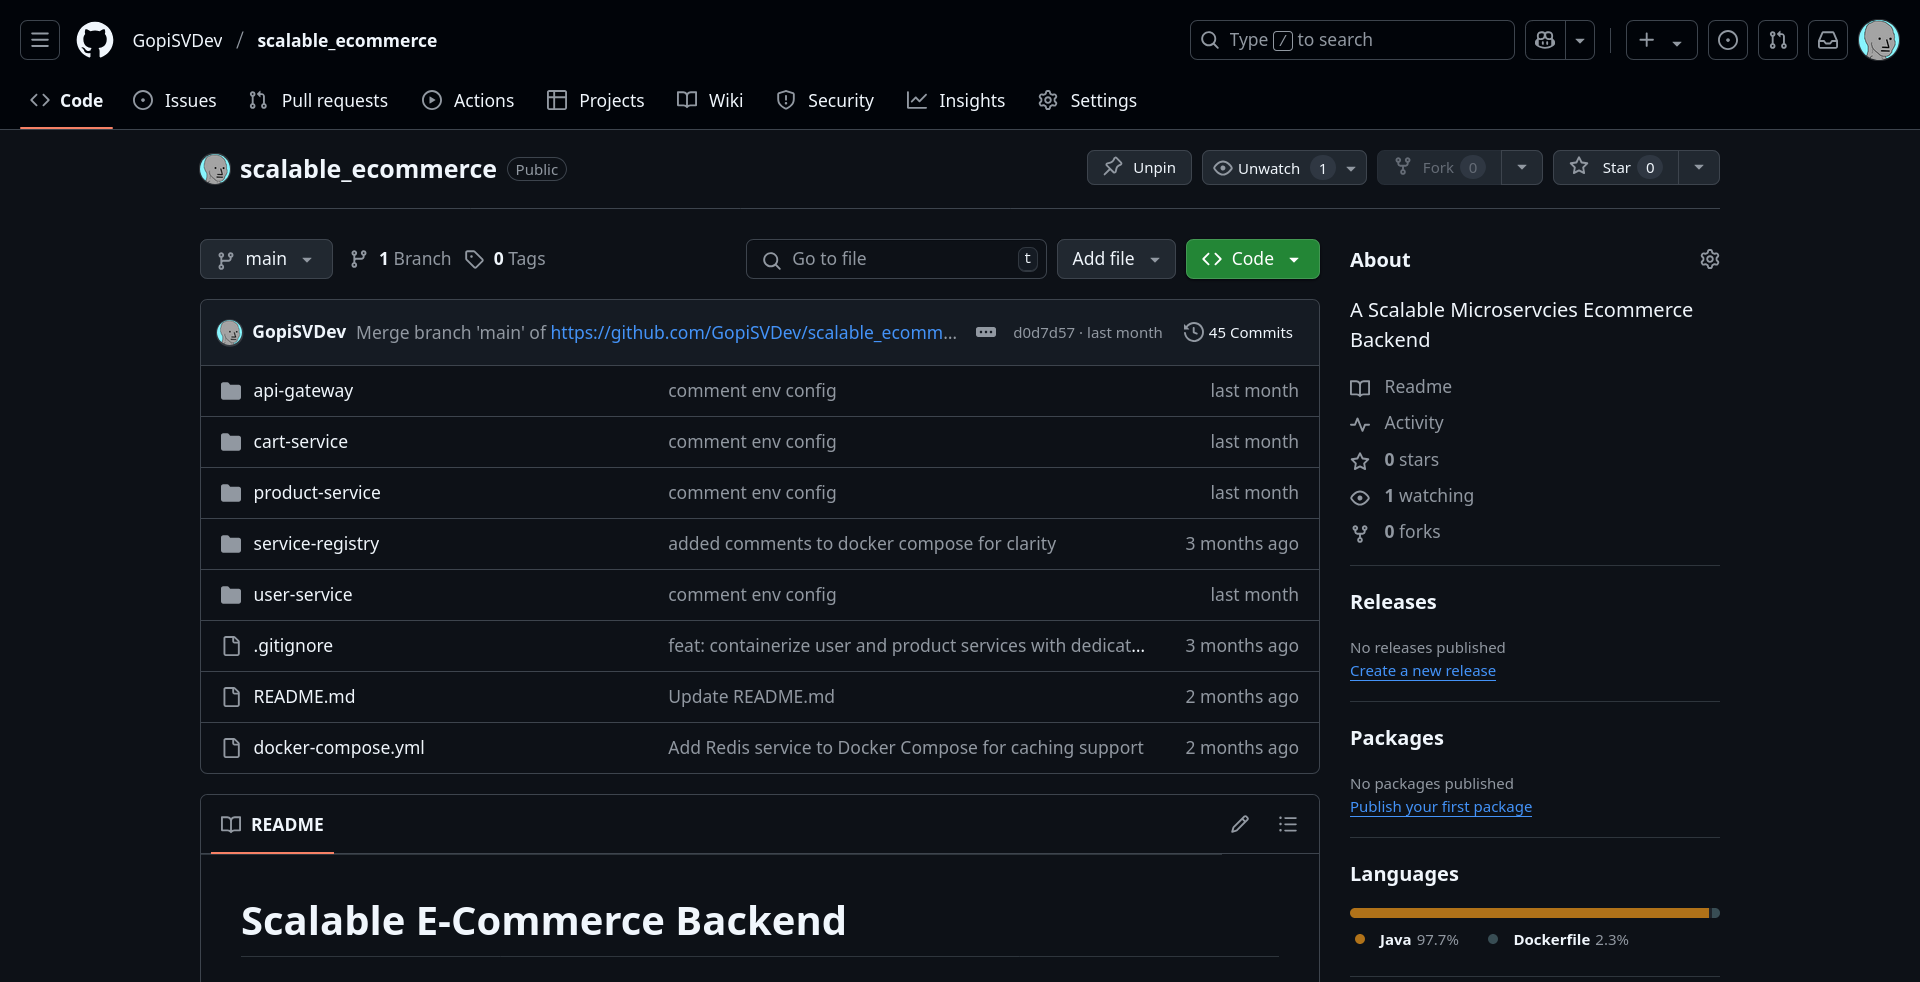 GopiSVDev / scalable_ecommerce
Type / to search
Code Issues Pull requests Actions Projects Wiki Security Insights Settings
scalable_ecommerce Public
Unpin Unwatch 1 Fork 0 Star 0
main 1 Branch 0 Tags
Go to file t Add file Code
GopiSVDev Merge branch 'main' of https://github.com/GopiSVDev/scalable_ecomm... d0d7d57 · last month 45 Commits
api-gateway comment env config last month
cart-service comment env config last month
product-service comment env config last month
service-registry added comments to docker compose for clarity 3 months ago
user-service comment env config last month
.gitignore feat: containerize user and product services with dedicat... 3 months ago
README.md Update README.md 2 months ago
docker-compose.yml Add Redis service to Docker Compose for caching support 2 months ago
README
Scalable E-Commerce Backend
About
A Scalable Microservcies Ecommerce
Backend
Readme
Activity
0 stars
1 watching
0 forks
Releases
No releases published
Create a new release
Packages
No packages published
Publish your first package
Languages
Java 97.7% Dockerfile 2.3%